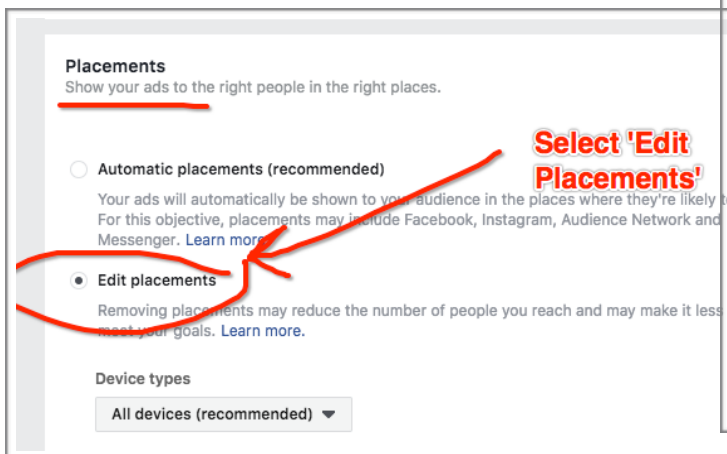 Placements
Show your ads to the right people in the right places.
Select 'Edit
Placements'
Automatic placements (recommended)
Your ads will automatically be shown to your audience in the places where they're likely
For this objective, placements may include Facebook, Instagram, Audience Network and
Messenger. Learn more.
Edit placements
Removing placements may reduce the number of people you reach and may make it less
meet your goals. Learn more.
Device types
All devices (recommended)